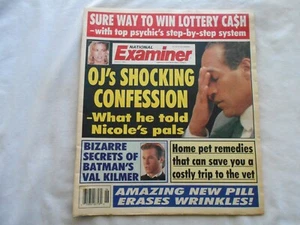 SURE WAY TO WIN LOTTERY CA$H
–with top psychic's step-by-step system
NATIONAL
Examiner
OJ's SHOCKING
CONFESSION
–What he told
Nicole's pals
BIZARRE
SECRETS OF
BATMAN'S
VAL KILMER
Home pet remedies
that can save you a
costly trip to the vet
AMAZING NEW PILL
ERASES WRINKLES!